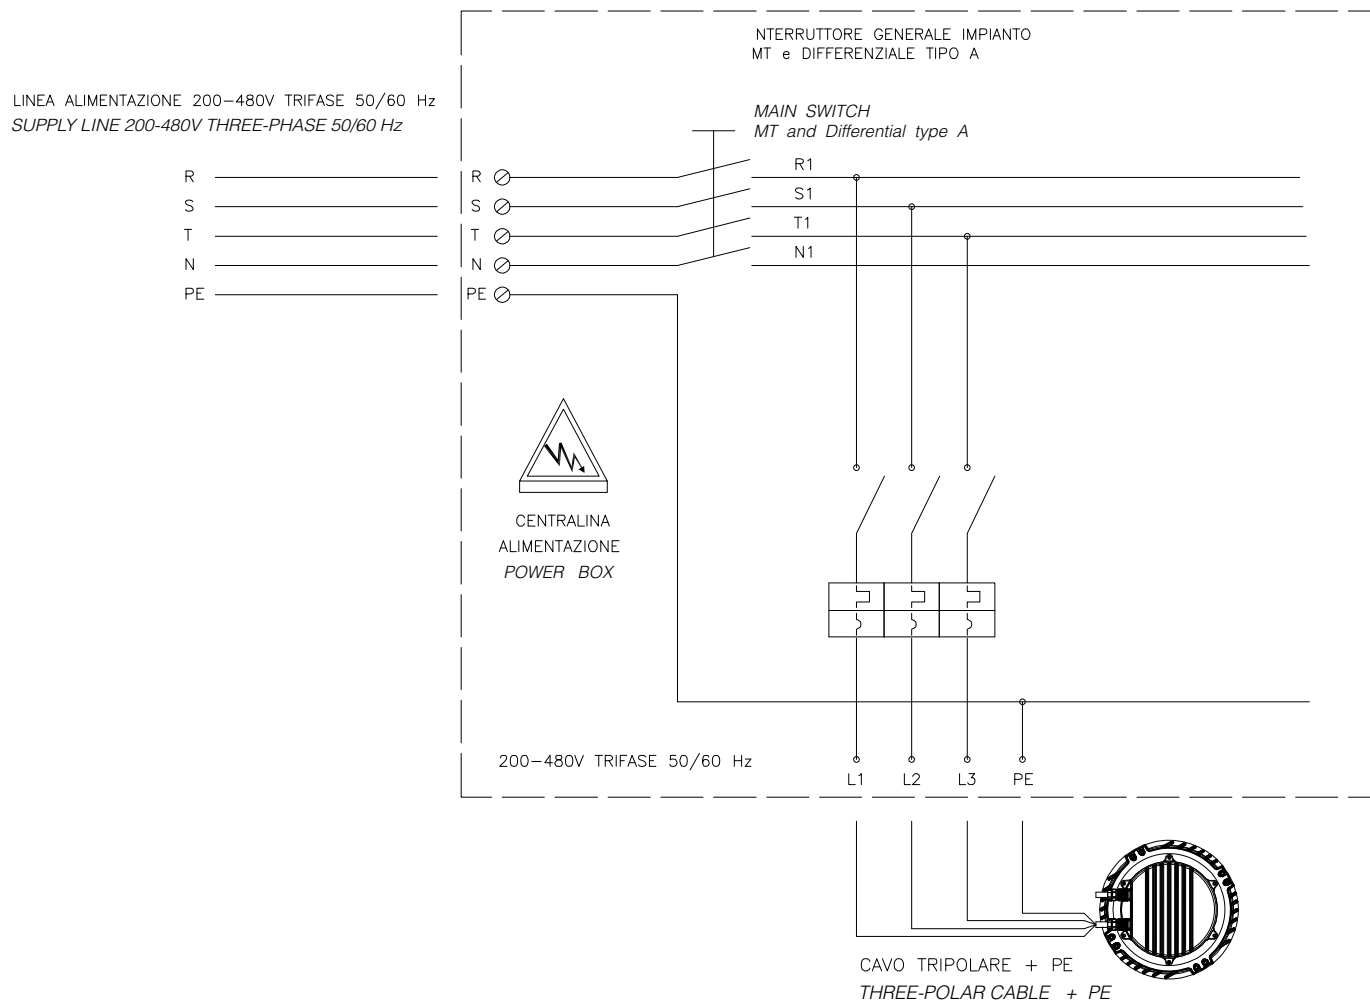 NTERRUTTORE GENERALE IMPIANTO
MT e DIFFERENZIALE TIPO A
LINEA ALIMENTAZIONE 200-480V TRIFASE 50/60 Hz
SUPPLY LINE 200-480V THREE-PHASE 50/60 Hz
MAIN SWITCH
MT and Differential type A
R R R1
S S S1
T T T1
N N N1
PE PE
CENTRALINA
ALIMENTAZIONE
POWER BOX
200-480V TRIFASE 50/60 Hz
L1 L2 L3 PE
CAVO TRIPOLARE + PE
THREE-POLAR CABLE + PE